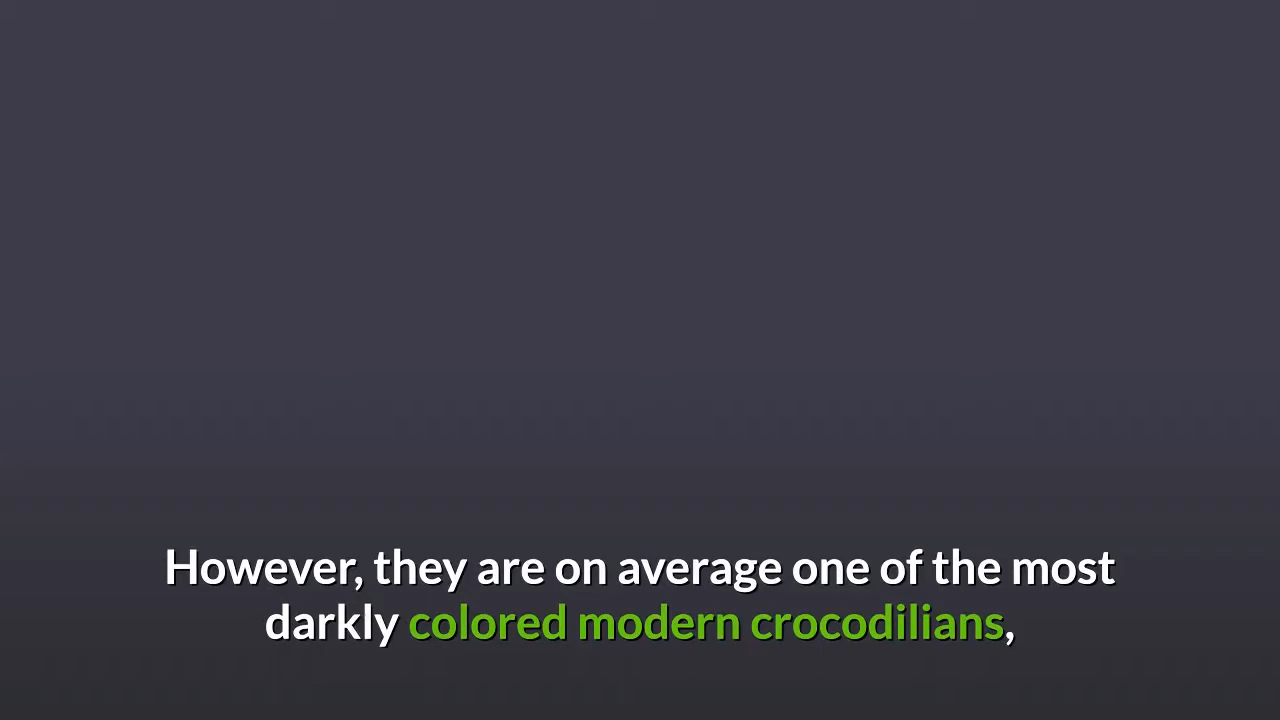 However, they are on average one of the most
darkly colored modern crocodilians,